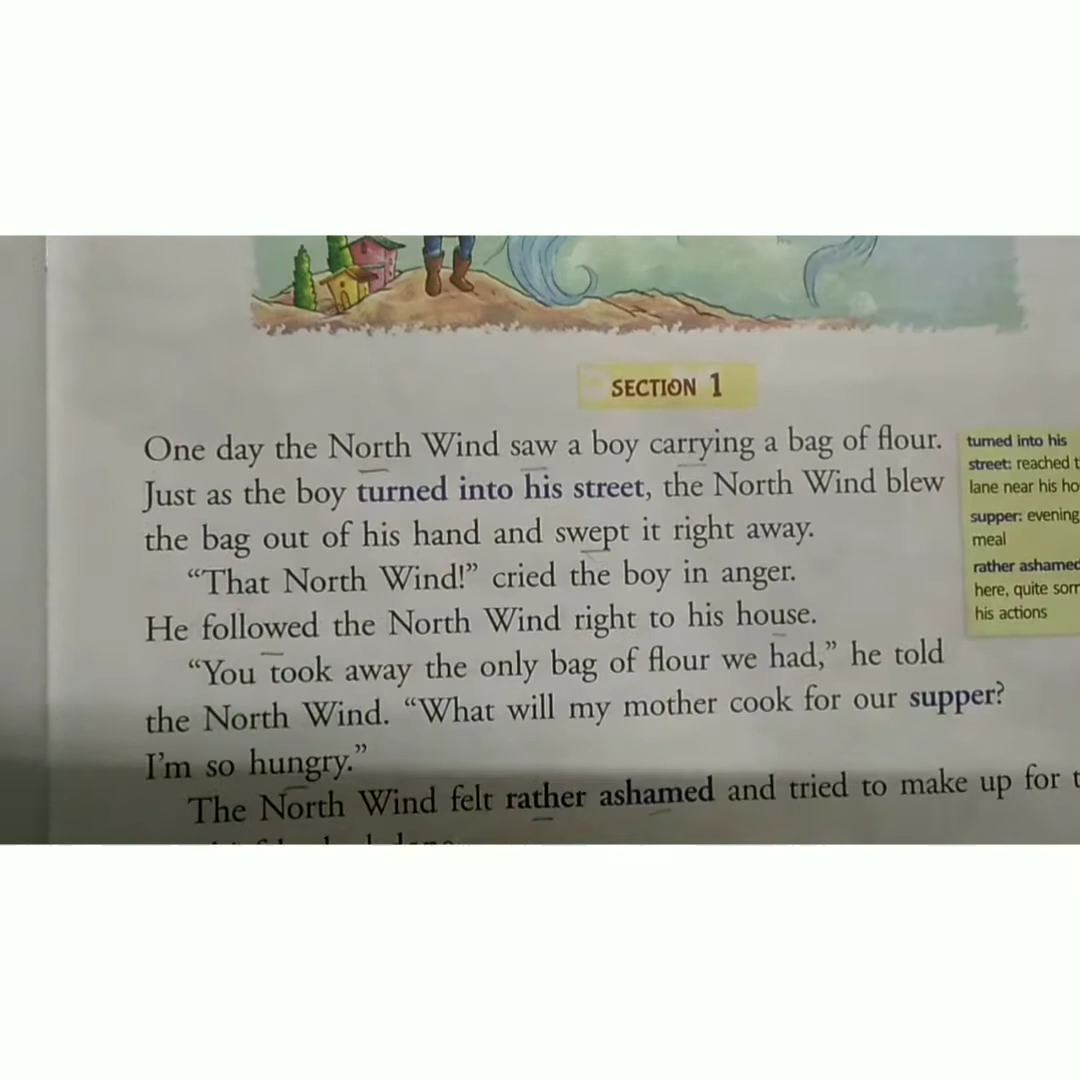 SECTION 1
One day the North Wind saw a boy carrying a bag of flour.
Just as the boy turned into his street, the North Wind blew
the bag out of his hand and swept it right away.
“That North Wind!” cried the boy in anger.
He followed the North Wind right to his house.
“You took away the only bag of flour we had,” he told
the North Wind. “What will my mother cook for our supper?
I’m so hungry.”
The North Wind felt rather ashamed and tried to make up for
turned into his
street: reached
lane near his
supper: evening
meal
rather ashamed
here, quite
his actions